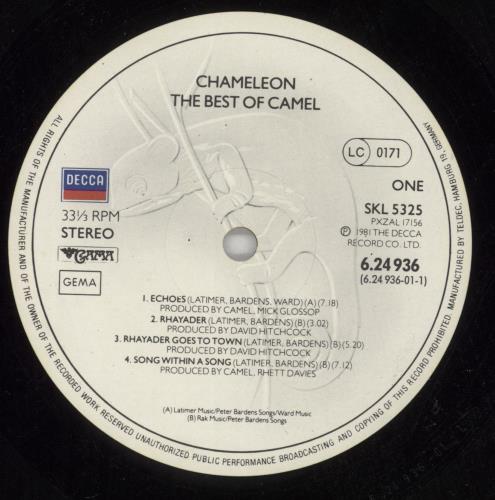 CHAMELEON
THE BEST OF CAMEL
DECCA
33⅓ RPM
STEREO
GAMA
GEMA
LC 0171
ONE
SKL 5325
PXZAL 17156
Ⓟ 1981 THE DECCA
RECORD CO. LTD.
6.24 936
(6.24 936-01-1)
1. ECHOES (LATIMER, BARDENS, WARD) (A) (7.18)
PRODUCED BY CAMEL, MICK GLOSSOP
2. RHAYADER (LATIMER, BARDENS) (B) (3.02)
PRODUCED BY DAVID HITCHCOCK
3. RHAYADER GOES TO TOWN (LATIMER, BARDENS) (B) (5.20)
PRODUCED BY DAVID HITCHCOCK
4. SONG WITHIN A SONG (LATIMER, BARDENS) (B) (7.12)
PRODUCED BY CAMEL, RHETT DAVIES
(A) Latimer Music/Peter Bardens Songs/Ward Music
(B) Rak Music/Peter Bardens Songs
ALL RIGHTS OF THE MANUFACTURER AND OF THE OWNER OF THE RECORDED WORK RESERVED UNAUTHORIZED PUBLIC PERFORMANCE BROADCASTING AND COPYING OF THIS RECORD PROHIBITED. MANUFACTURED BY TELDEC, HAMBURG 19, GERMANY